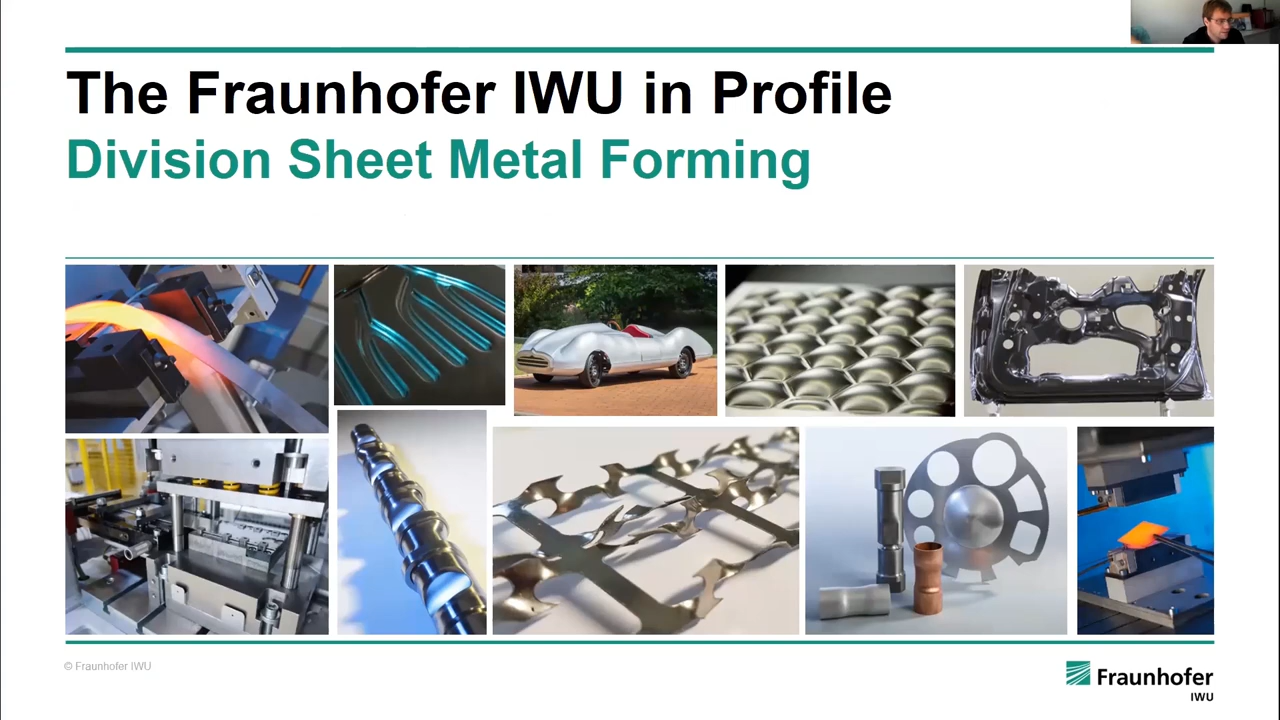 The Fraunhofer IWU in Profile
Division Sheet Metal Forming
© Fraunhofer IWU
Fraunhofer
IWU